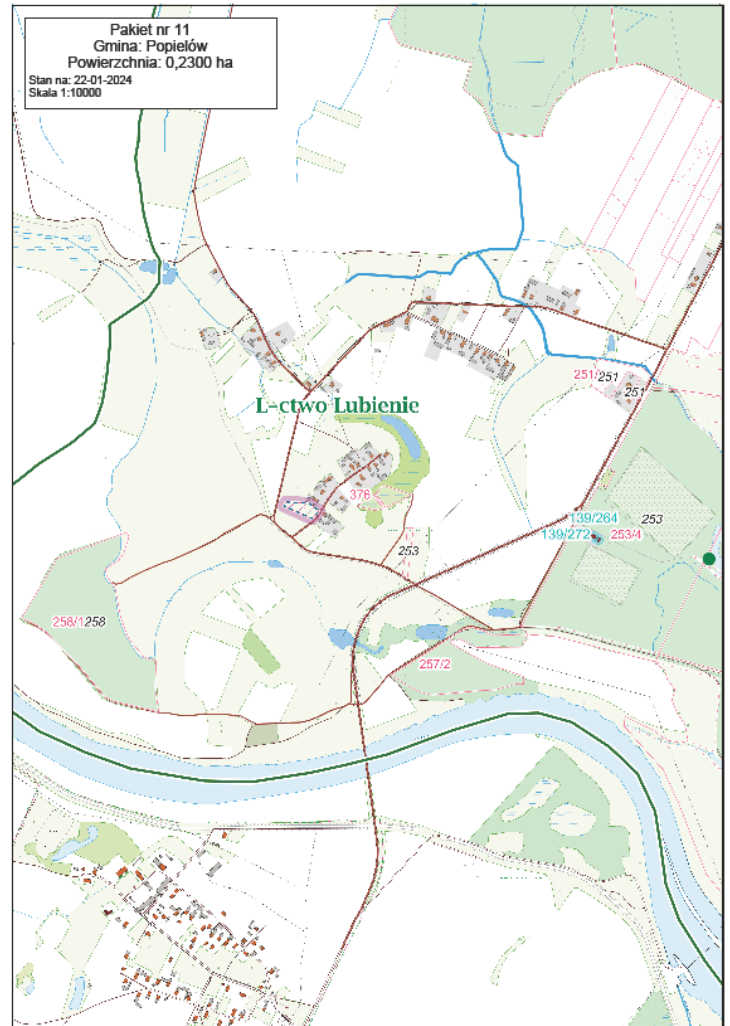 Pakiet nr 11
Gmina: Popielów
Powierzchnia: 0,2300 ha
Stan na: 22-01-2024
Skala 1:10000
251/ 251
251
L-ctwo Lubienie
376
139/264
253
139/272
253/4
253
258/1 258
257/2